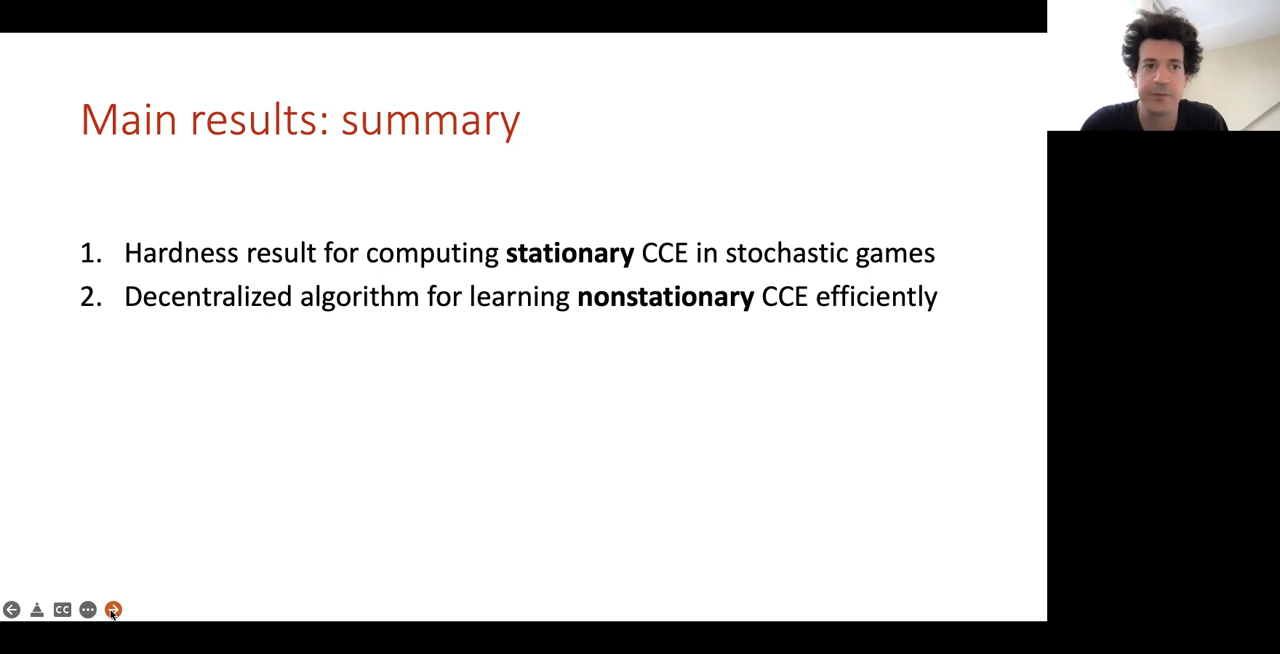 Main results: summary
1. Hardness result for computing stationary CCE in stochastic games
2. Decentralized algorithm for learning nonstationary CCE efficiently
CC